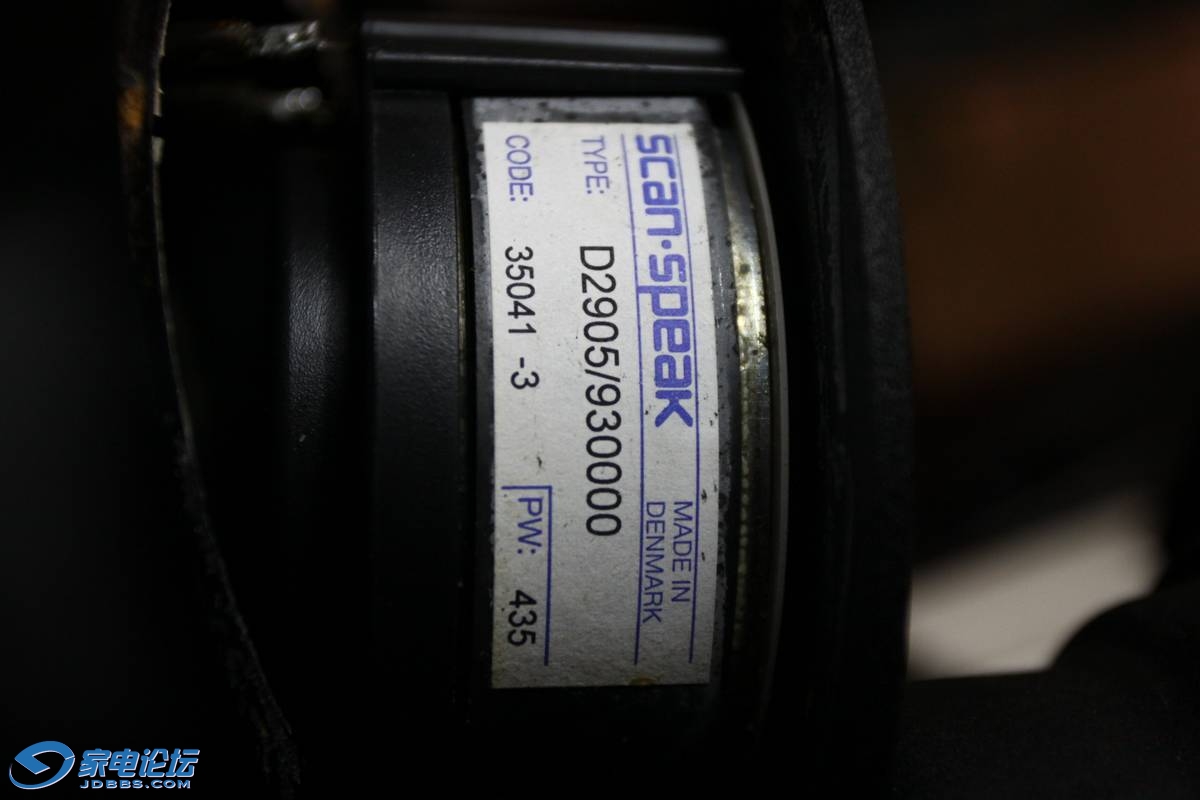 scan-speak
MADE IN
DENMARK
TYPE:
D2905/930000
CODE: 35041 -3
PW: 435
家电论坛
JDBBS.COM